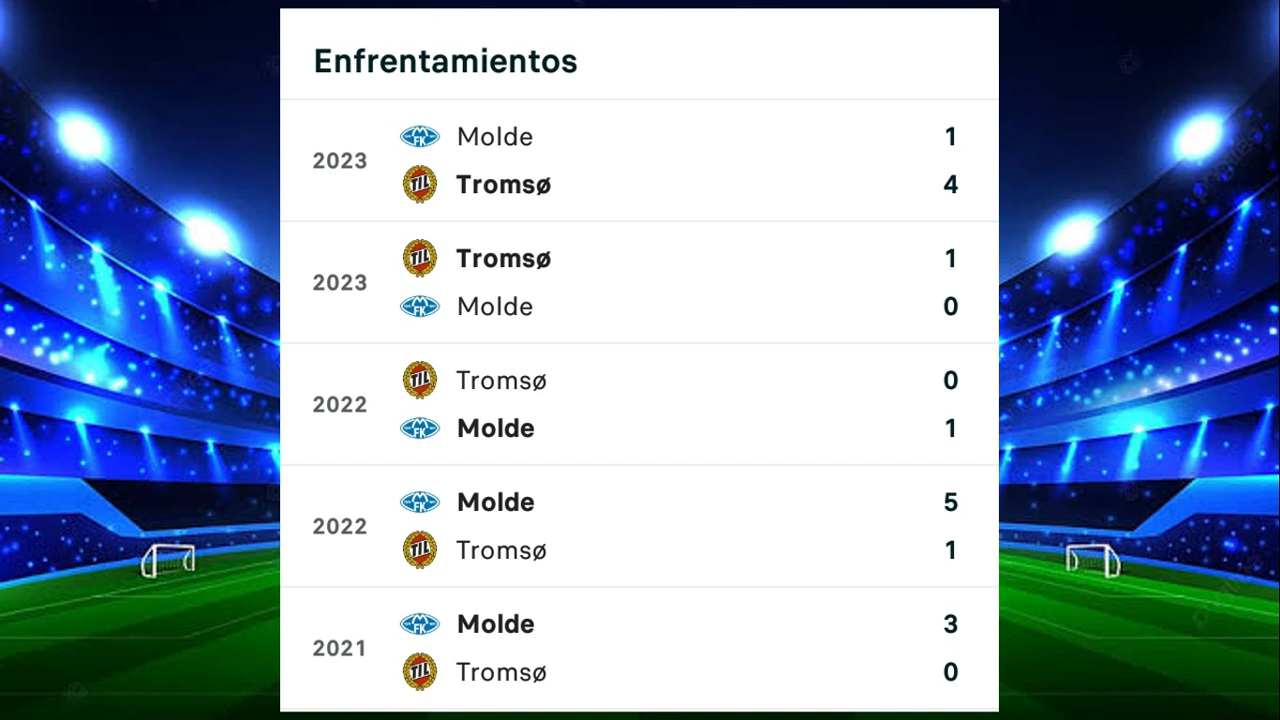 Enfrentamientos
2023
Molde 1
Tromsø 4
2023
Tromsø 1
Molde 0
2022
Tromsø 0
Molde 1
2022
Molde 5
Tromsø 1
2021
Molde 3
Tromsø 0